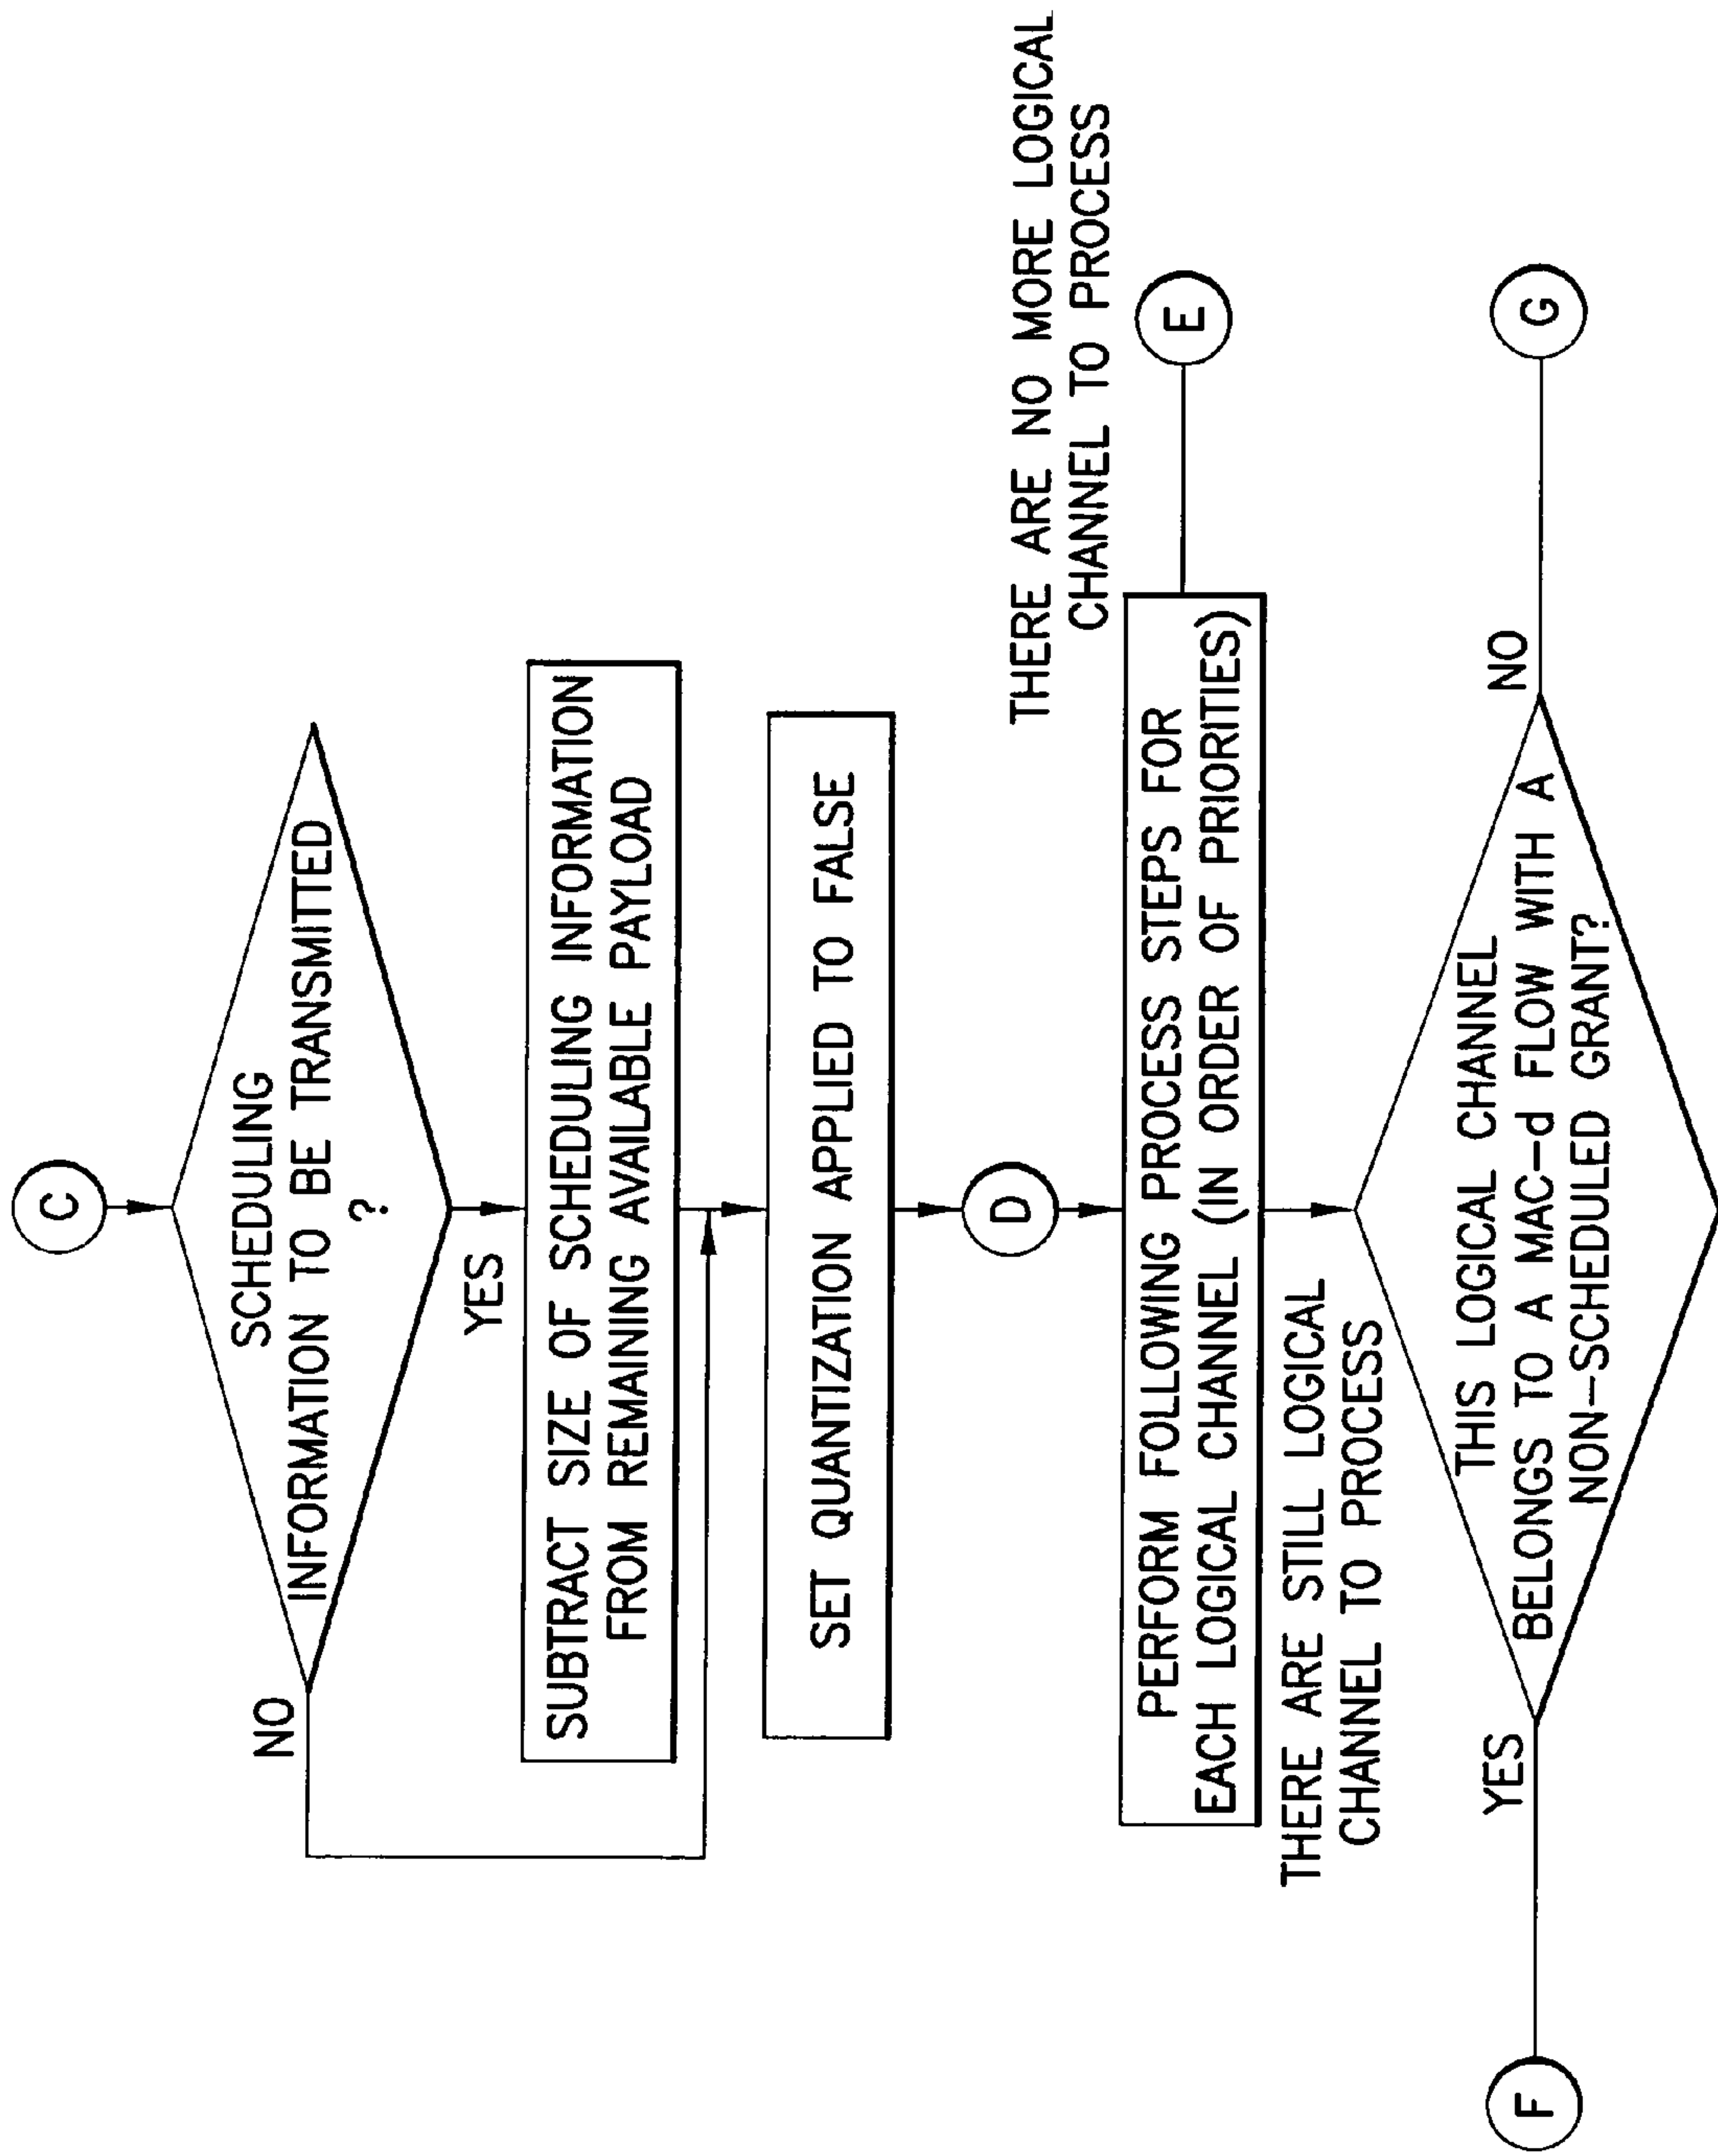 C
SCHEDULING
INFORMATION TO BE TRANSMITTED
?
NO
YES
SUBTRACT SIZE OF SCHEDULING INFORMATION
FROM REMAINING AVAILABLE PAYLOAD
SET QUANTIZATION APPLIED TO FALSE
D
THERE ARE NO MORE LOGICAL
CHANNEL TO PROCESS
PERFORM FOLLOWING PROCESS STEPS FOR
EACH LOGICAL CHANNEL (IN ORDER OF PRIORITIES)
E
THERE ARE STILL LOGICAL
CHANNEL TO PROCESS
THIS LOGICAL CHANNEL
BELONGS TO A MAC-d FLOW WITH A
NON-SCHEDULED GRANT?
YES
NO
F
G